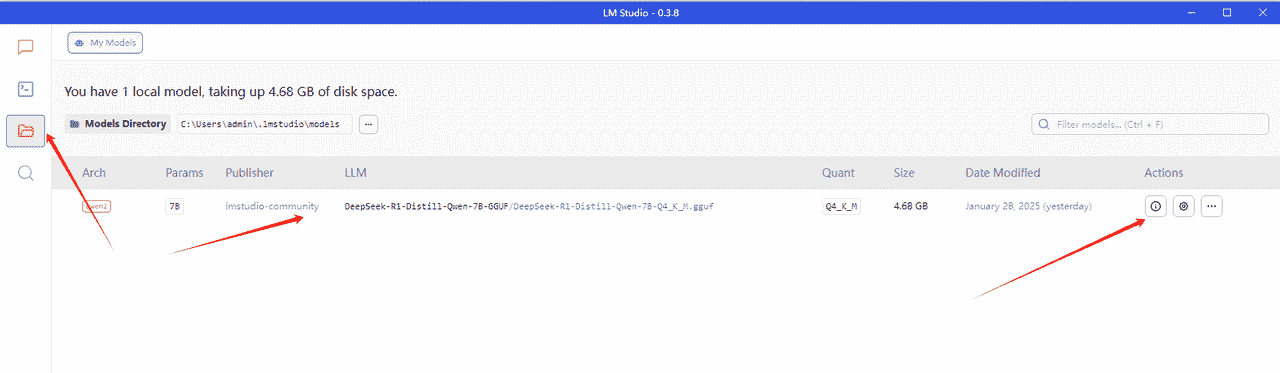 LM Studio - 0.3.8
My Models
You have 1 local model, taking up 4.68 GB of disk space.
Models Directory C:\Users\admin\.lmstudio\models ... Filter models... (Ctrl + F)
Arch Params Publisher LLM Quant Size Date Modified Actions
qwen2 7B lmstudio-community DeepSeek-R1-Distill-Qwen-7B-GGUF/DeepSeek-R1-Distill-Qwen-7B-Q4_K_M.gguf Q4_K_M 4.68 GB January 28, 2025 (yesterday) ...